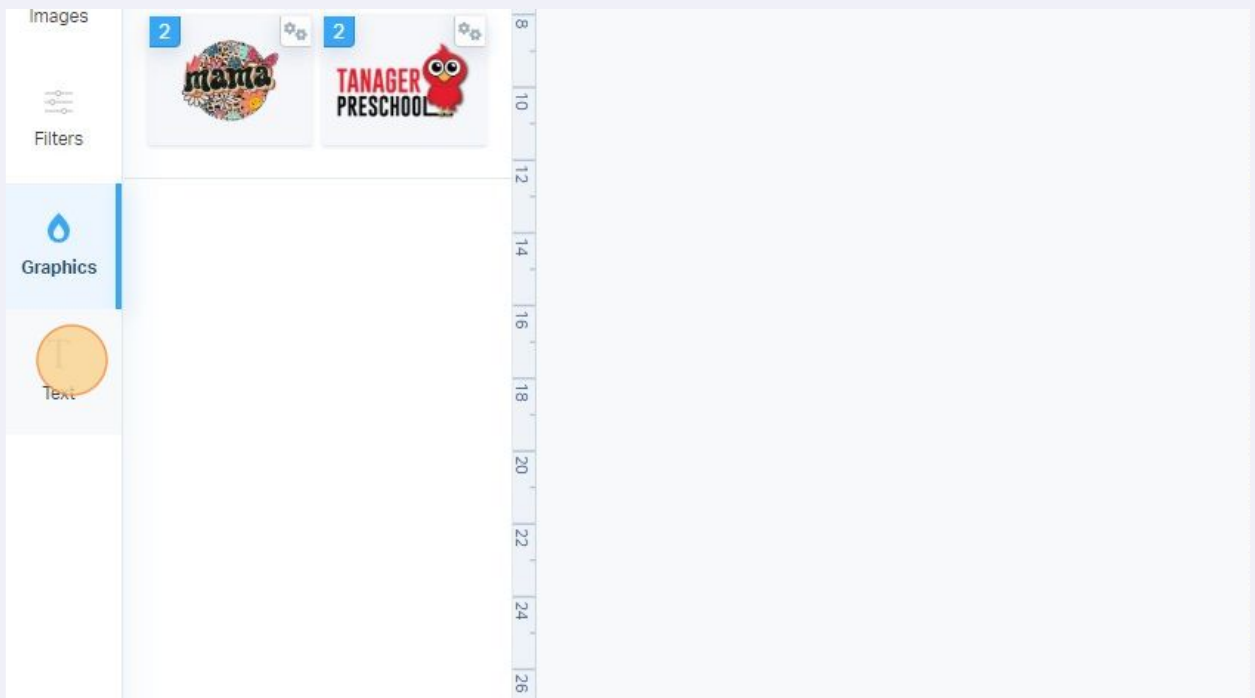 Images
Filters
Graphics
Text
2
mama
2
TANAGER
PRESCHOOL
8
10
12
14
16
18
20
22
24
26